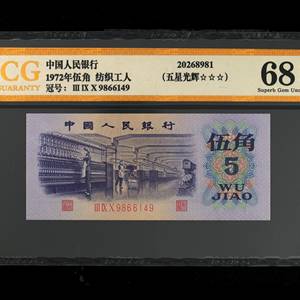 CG
GUARANTY
中国人民银行
1972年伍角 纺织工人
冠号: Ⅲ Ⅸ Ⅹ 9866149
20268981
(五星光辉☆☆☆)
68
Superb Gem Unc
中国人民银行
伍角
5
WU
JIAO
ⅢⅨⅩ9866149